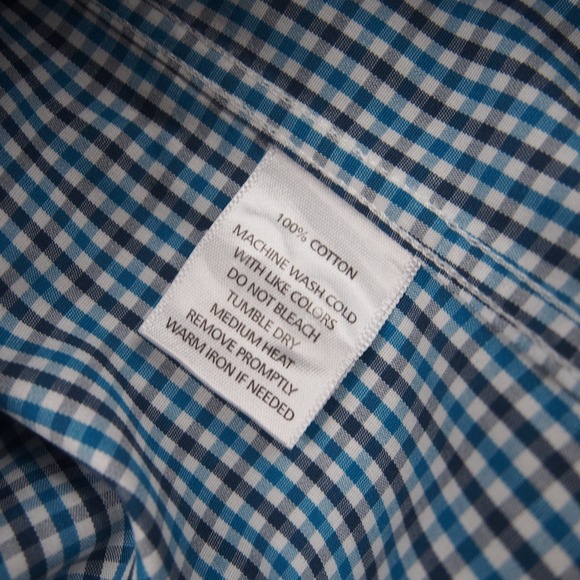 100% COTTON
MACHINE WASH COLD
WITH LIKE COLORS
DO NOT BLEACH
TUMBLE DRY
MEDIUM HEAT
REMOVE PROMPTLY
WARM IRON IF NEEDED